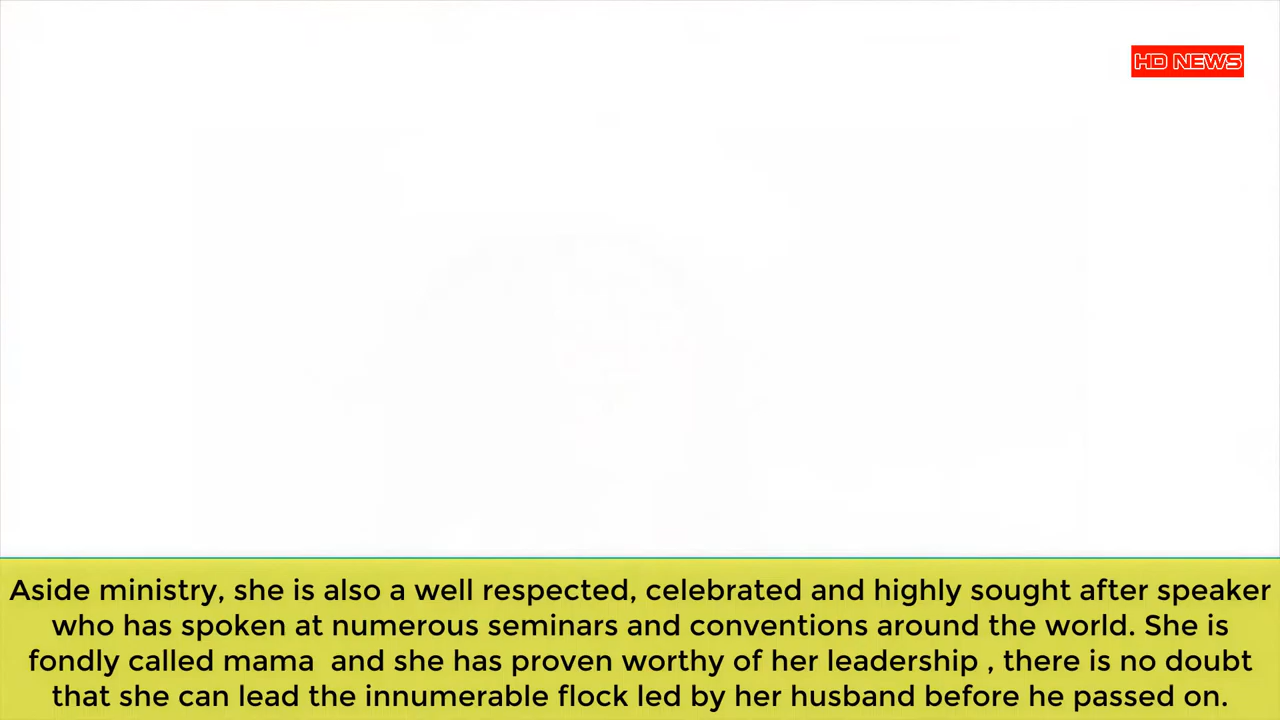 HD NEWS
Aside ministry, she is also a well respected, celebrated and highly sought after speaker
who has spoken at numerous seminars and conventions around the world. She is
fondly called mama  and she has proven worthy of her leadership , there is no doubt
that she can lead the innumerable flock led by her husband before he passed on.